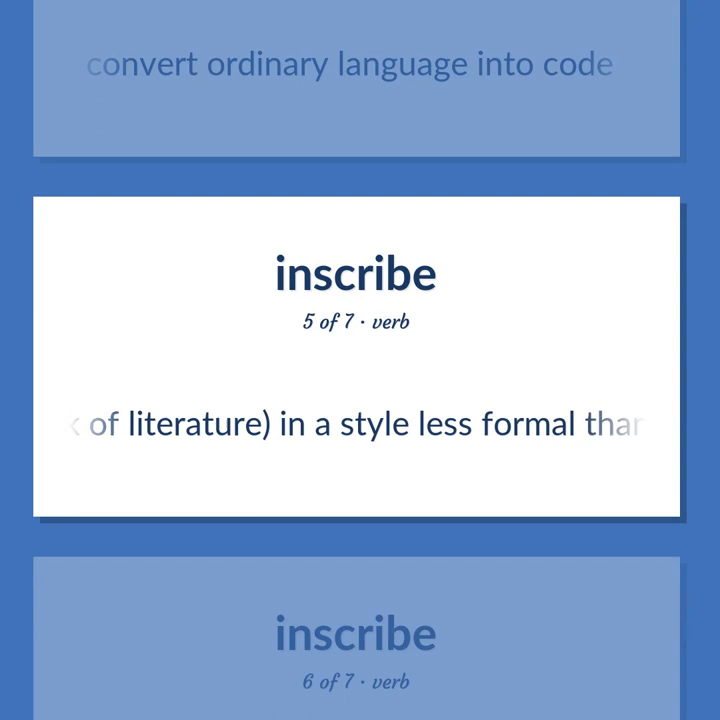 convert ordinary language into code
inscribe
5 of 7 · verb
of literature) in a style less formal than
inscribe
6 of 7 · verb